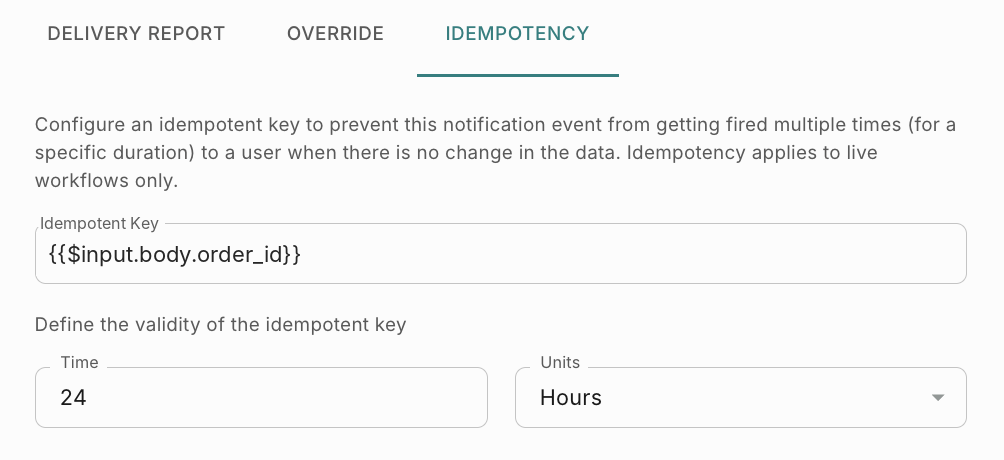 DELIVERY REPORT OVERRIDE IDEMPOTENCY
Configure an idempotent key to prevent this notification event from getting fired multiple times (for a
specific duration) to a user when there is no change in the data. Idempotency applies to live
workflows only.
Idempotent Key
{{$input.body.order_id}}
Define the validity of the idempotent key
Time Units
24 Hours